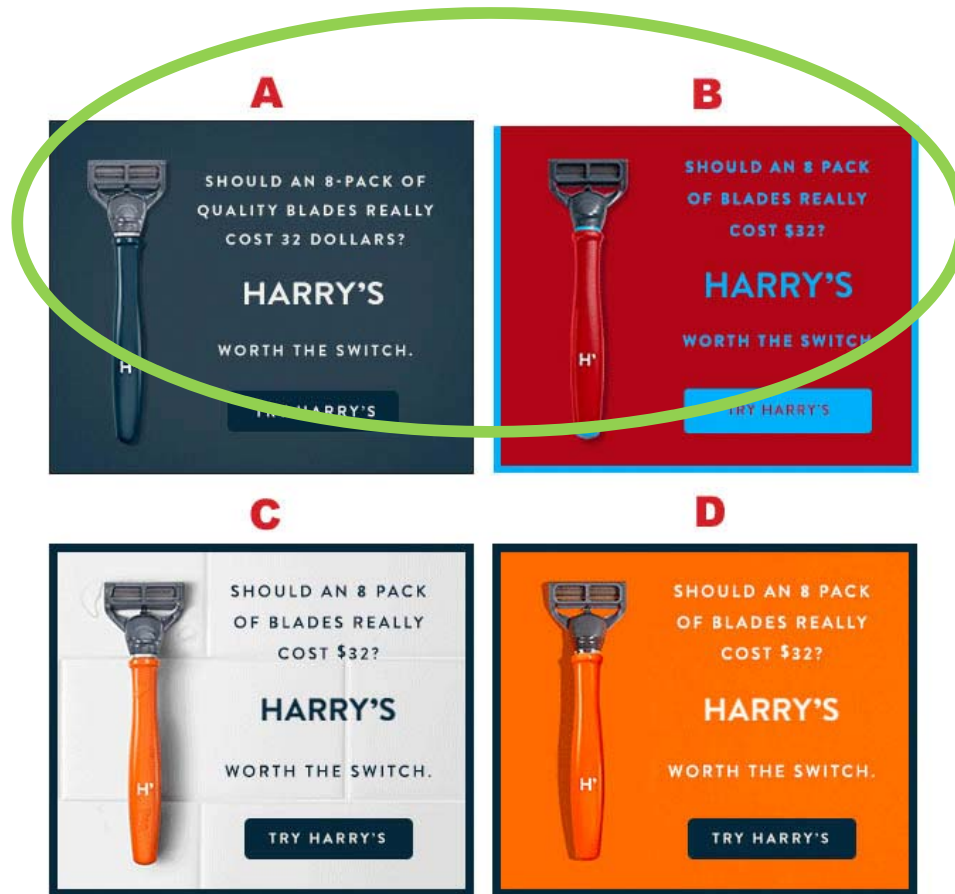 A
SHOULD AN 8-PACK OF
QUALITY BLADES REALLY
COST 32 DOLLARS?
HARRY'S
WORTH THE SWITCH.
TRY HARRY'S
H'
B
SHOULD AN 8 PACK
OF BLADES REALLY
COST $32?
HARRY'S
WORTH THE SWITCH.
TRY HARRY'S
H'
C
SHOULD AN 8 PACK
OF BLADES REALLY
COST $32?
HARRY'S
WORTH THE SWITCH.
TRY HARRY'S
H'
D
SHOULD AN 8 PACK
OF BLADES REALLY
COST $32?
HARRY'S
WORTH THE SWITCH.
TRY HARRY'S
H'